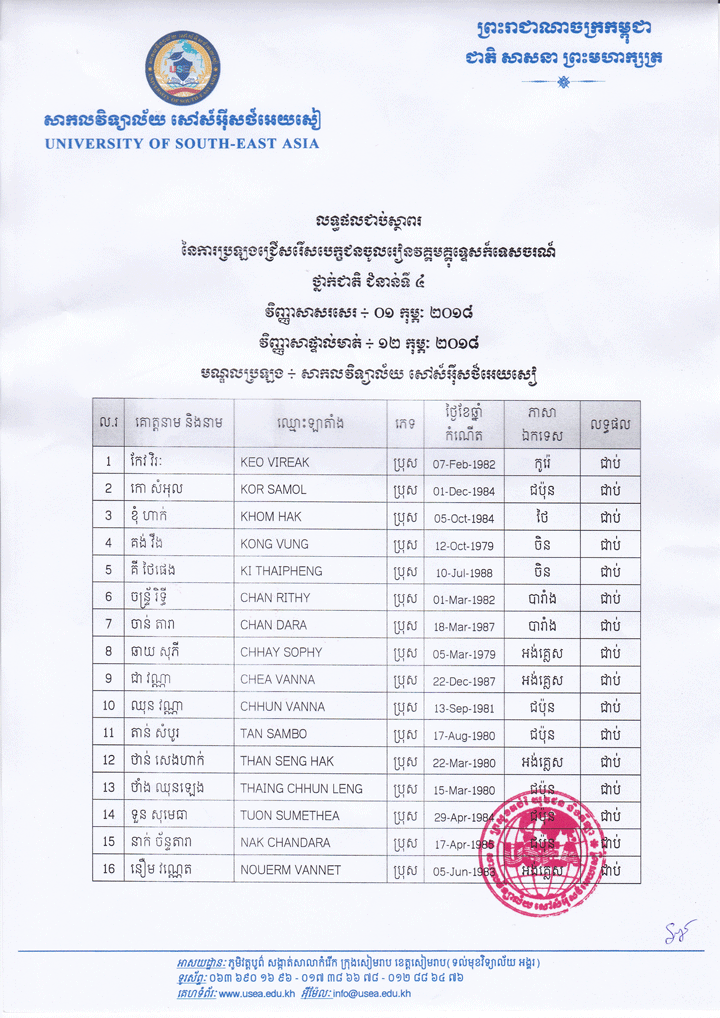 ព្រះរាជាណាចក្រកម្ពុជា
ជាតិ សាសនា ព្រះមហាក្សត្រ
USEA
សាកលវិទ្យាល័យ សៅស៍អ៊ីសថ៍អេយសៀ
UNIVERSITY OF SOUTH-EAST ASIA
លទ្ធផលជាប់ស្ថាពរ
នៃការប្រឡងជ្រើសរើសបេក្ខជនចូលរៀនវគ្គមគ្គុទ្ទេសក៍ទេសចរណ៍
ថ្នាក់ជាតិ ជំនាន់ទី ៤
វិញ្ញាសាសរសេរ ÷ ០១ កុម្ភៈ ២០១៨
វិញ្ញាសាផ្ទាល់មាត់ ÷ ១២ កុម្ភៈ ២០១៨
មណ្ឌលប្រឡង ÷ សាកលវិទ្យាល័យ សៅស៍អ៊ីសថ៍អេយសៀ
ល.រ គោត្តនាម និងនាម ឈ្មោះឡាតាំង ភេទ ថ្ងៃខែឆ្នាំកំណើត ភាសាឯកទេស លទ្ធផល
1 កែវ វិរៈ KEO VIREAK ប្រុស 07-Feb-1982 កូរ៉េ ជាប់
2 កោ សំអុល KOR SAMOL ប្រុស 01-Dec-1984 ជប៉ុន ជាប់
3 ខុំ ហាក់ KHOM HAK ប្រុស 05-Oct-1984 ថៃ ជាប់
4 គង់ វឹង KONG VUNG ប្រុស 12-Oct-1979 ចិន ជាប់
5 គី ថៃផេង KI THAIPHENG ប្រុស 10-Jul-1988 ចិន ជាប់
6 ចន្ទ្រ័ រិទ្ធី CHAN RITHY ប្រុស 01-Mar-1982 បារាំង ជាប់
7 ចាន់ តារា CHAN DARA ប្រុស 18-Mar-1987 បារាំង ជាប់
8 ឆាយ សុភី CHHAY SOPHY ប្រុស 05-Mar-1979 អង់គ្លេស ជាប់
9 ជា វណ្ណា CHEA VANNA ប្រុស 22-Dec-1987 អង់គ្លេស ជាប់
10 ឈុន វណ្ណា CHHUN VANNA ប្រុស 13-Sep-1981 ជប៉ុន ជាប់
11 តាន់ សំបូរ TAN SAMBO ប្រុស 17-Aug-1980 ជប៉ុន ជាប់
12 ថាន់ សេងហាក់ THAN SENG HAK ប្រុស 22-Mar-1980 អង់គ្លេស ជាប់
13 ថាំង ឈុនឡេង THAING CHHUN LENG ប្រុស 15-Mar-1980 ជប៉ុន ជាប់
14 ទួន សុមេធា TUON SUMETHEA ប្រុស 29-Apr-1984 ជប៉ុន ជាប់
15 នាក់ ច័ន្ទតារា NAK CHANDARA ប្រុស 17-Apr-1985 ជប៉ុន ជាប់
16 នឿម វណ្ណេត NOUERM VANNET ប្រុស 05-Jun-1983 អង់គ្លេស ជាប់
អាសយដ្ឋាន: ភូមិវត្តបូព៌ សង្កាត់សាលាកំរើក ក្រុងសៀមរាប ខេត្តសៀមរាប( ទល់មុខវិទ្យាល័យ អង្គរ )
ទូរស័ព្ទ: ០៦៣ ៦៩០ ១៦ ៩៦ - ០១៧ ៣៨ ៦៦ ៧៨ - ០១២ ៨៨ ៦៤ ៧៦
គេហទំព័រ: www.usea.edu.kh អ៊ីម៉ែល: info@usea.edu.kh